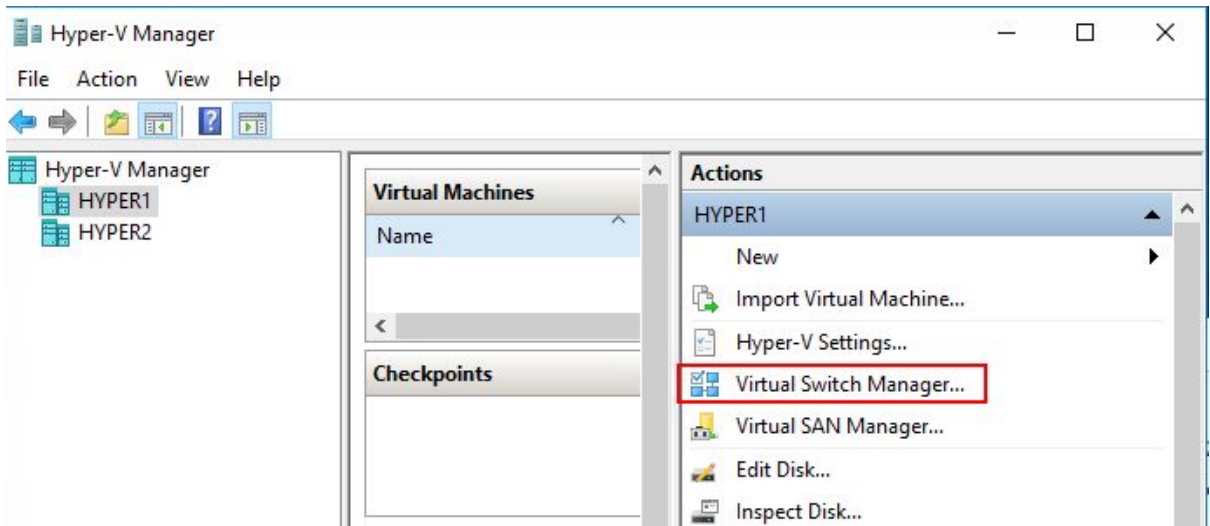 Hyper-V Manager
File Action View Help
Hyper-V Manager
HYPER1
HYPER2
Virtual Machines
Name
Checkpoints
Actions
HYPER1
New
Import Virtual Machine...
Hyper-V Settings...
Virtual Switch Manager...
Virtual SAN Manager...
Edit Disk...
Inspect Disk...